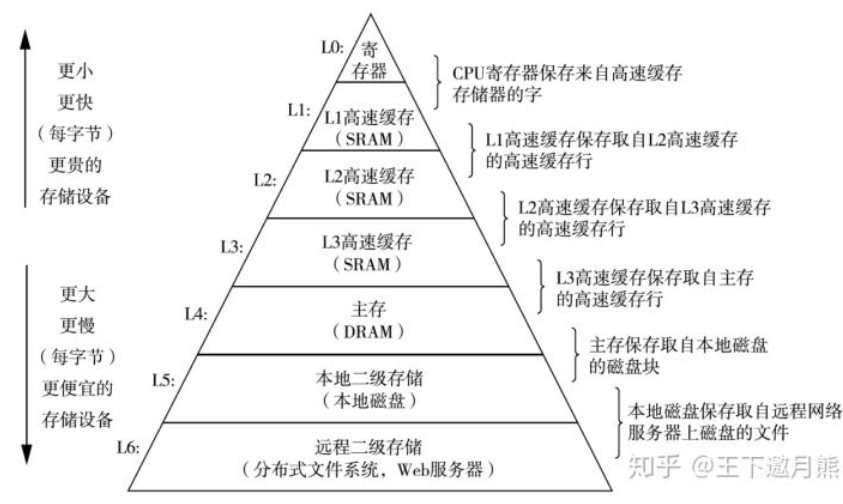 更小
更快
（每字节）
更贵的
存储设备
更大
更慢
（每字节）
更便宜的
存储设备
L0:
寄
存器
L1:
L1高速缓存
（SRAM）
L2:
L2高速缓存
（SRAM）
L3:
L3高速缓存
（SRAM）
L4:
主存
（DRAM）
L5:
本地二级存储
（本地磁盘）
L6:
远程二级存储
（分布式文件系统，Web服务器）
CPU寄存器保存来自高速缓存
存储器的字
L1高速缓存保存取自L2高速缓存
的高速缓存行
L2高速缓存保存取自L3高速缓存
的高速缓存行
L3高速缓存保存取自主存
的高速缓存行
主存保存取自本地磁盘
的磁盘块
本地磁盘保存取自远程网络
服务器上磁盘的文件
知乎 @王下邀月熊